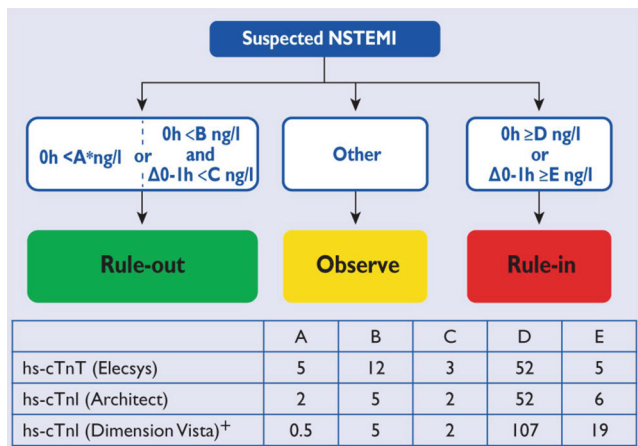 Suspected NSTEMI
0h <A*ng/l or 0h <B ng/l
and
Δ0-1h <C ng/l
Other
0h ≥D ng/l
or
Δ0-1h ≥E ng/l
Rule-out
Observe
Rule-in
A B C D E
hs-cTnT (Elecsys) 5 12 3 52 5
hs-cTnI (Architect) 2 5 2 52 6
hs-cTnI (Dimension Vista)+ 0.5 5 2 107 19